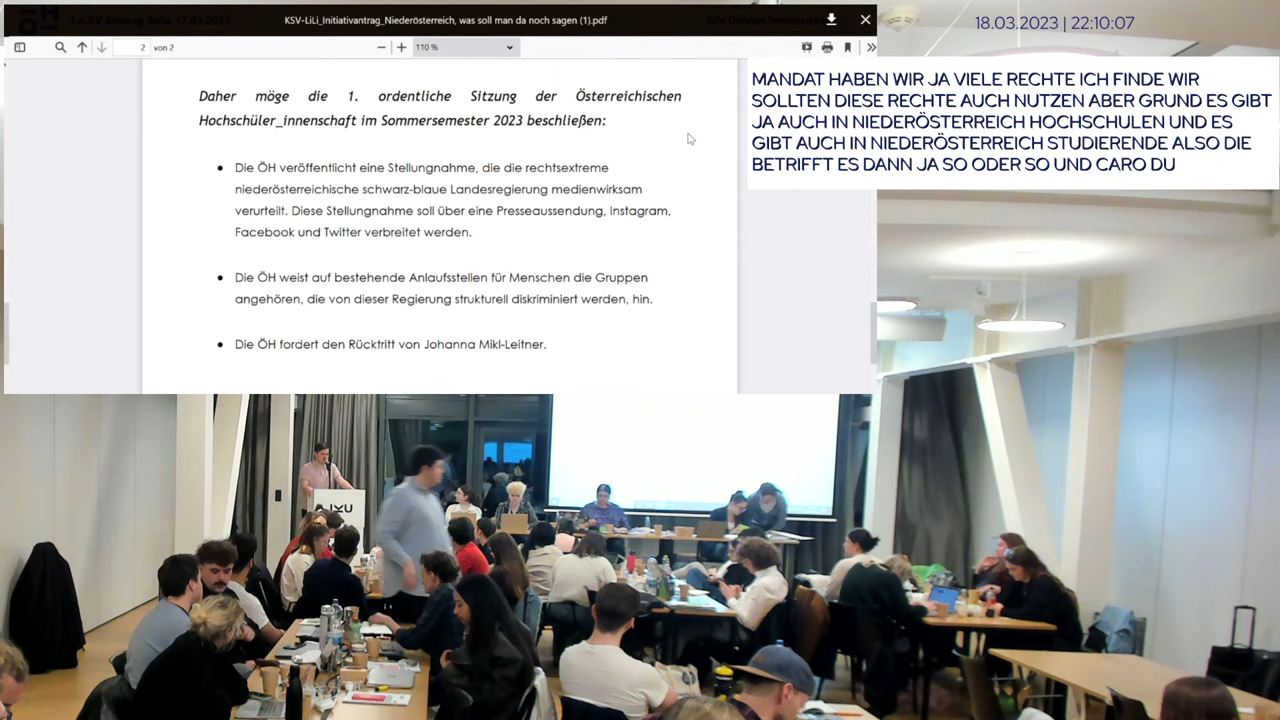 KSV-LiLi_Initiativantrag_Niederösterreich, was soll man da noch sagen (1).pdf
18.03.2023 | 22:10:07
2 von 2
110 %
Daher möge die 1. ordentliche Sitzung der Österreichischen
Hochschüler_innenschaft im Sommersemester 2023 beschließen:
• Die ÖH veröffentlicht eine Stellungnahme, die die rechtsextreme
niederösterreichische schwarz-blaue Landesregierung medienwirksam
verurteilt. Diese Stellungnahme soll über eine Presseaussendung, Instagram,
Facebook und Twitter verbreitet werden.
• Die ÖH weist auf bestehende Anlaufsstellen für Menschen die Gruppen
angehören, die von dieser Regierung strukturell diskriminiert werden, hin.
• Die ÖH fordert den Rücktritt von Johanna Mikl-Leitner.
MANDAT HABEN WIR JA VIELE RECHTE ICH FINDE WIR
SOLLTEN DIESE RECHTE AUCH NUTZEN ABER GRUND ES GIBT
JA AUCH IN NIEDERÖSTERREICH HOCHSCHULEN UND ES
GIBT AUCH IN NIEDERÖSTERREICH STUDIERENDE ALSO DIE
BETRIFFT ES DANN JA SO ODER SO UND CARO DU
JKU